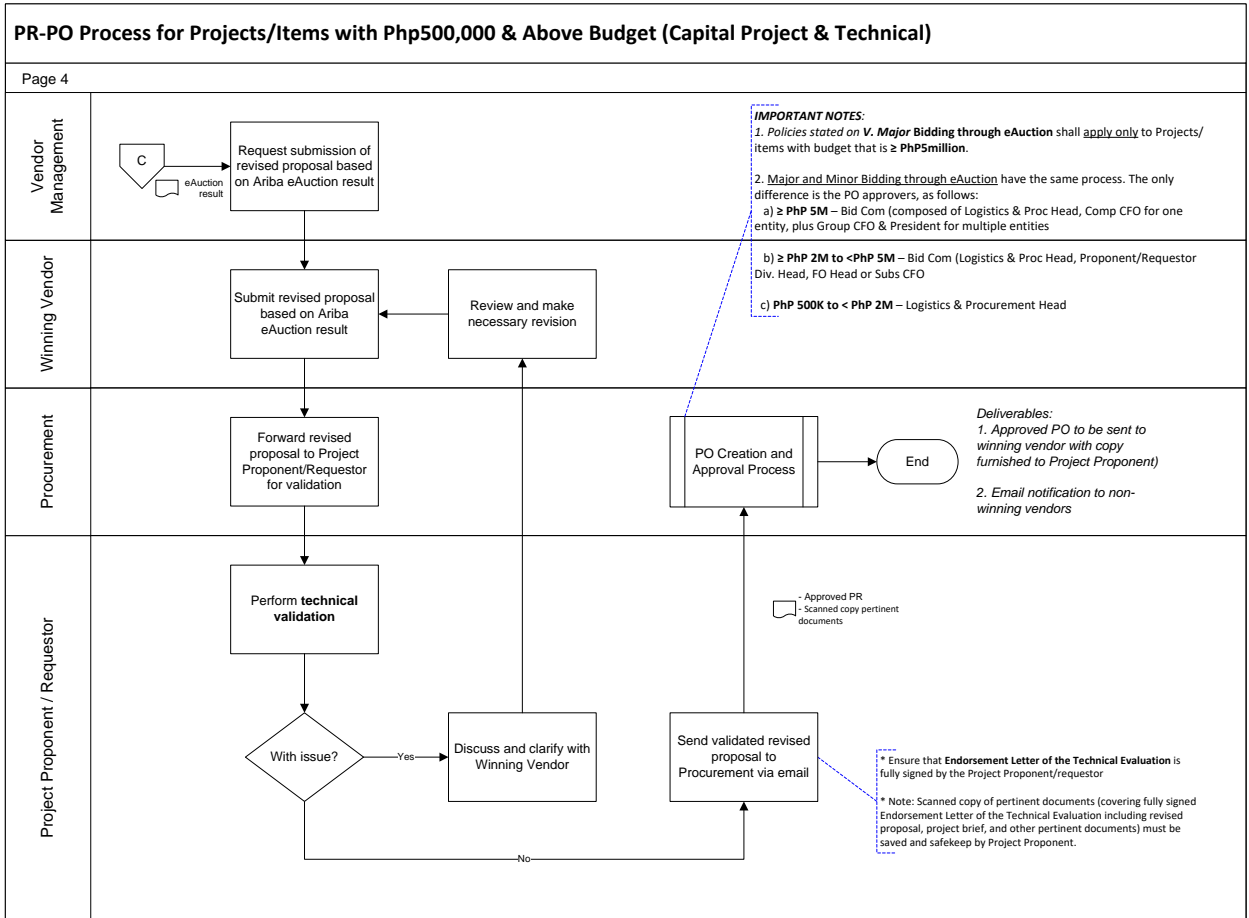 PR-PO Process for Projects/Items with Php500,000 & Above Budget (Capital Project & Technical)
Page 4
Vendor
Management
C
eAuction
result
Request submission of
revised proposal based
on Ariba eAuction result
IMPORTANT NOTES:
1. Policies stated on V. Major Bidding through eAuction shall apply only to Projects/
items with budget that is ≥ PhP5million.
2. Major and Minor Bidding through eAuction have the same process. The only
difference is the PO approvers, as follows:
a) ≥ PhP 5M – Bid Com (composed of Logistics & Proc Head, Comp CFO for one
entity, plus Group CFO & President for multiple entities
b) ≥ PhP 2M to <PhP 5M – Bid Com (Logistics & Proc Head, Proponent/Requestor
Div. Head, FO Head or Subs CFO
c) PhP 500K to < PhP 2M – Logistics & Procurement Head
Winning Vendor
Submit revised proposal
based on Ariba
eAuction result
Review and make
necessary revision
Procurement
Forward revised
proposal to Project
Proponent/Requestor
for validation
PO Creation and
Approval Process
End
Deliverables:
1. Approved PO to be sent to
winning vendor with copy
furnished to Project Proponent)
2. Email notification to non-
winning vendors
Project Proponent / Requestor
Perform technical
validation
- Approved PR
- Scanned copy pertinent
documents
With issue?
Yes
Discuss and clarify with
Winning Vendor
Send validated revised
proposal to
Procurement via email
* Ensure that Endorsement Letter of the Technical Evaluation is
fully signed by the Project Proponent/requestor
* Note: Scanned copy of pertinent documents (covering fully signed
Endorsement Letter of the Technical Evaluation including revised
proposal, project brief, and other pertinent documents) must be
saved and safekeep by Project Proponent.
No